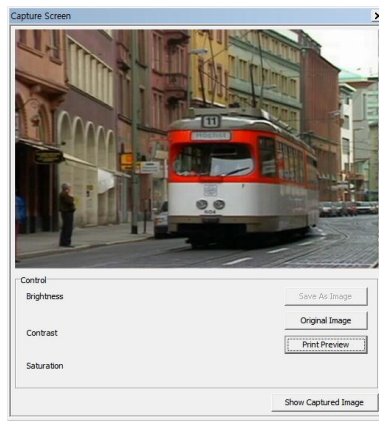 Capture Screen
11
Control
Brightness
Save As Image
Original Image
Contrast
Print Preview
Saturation
Show Captured Image